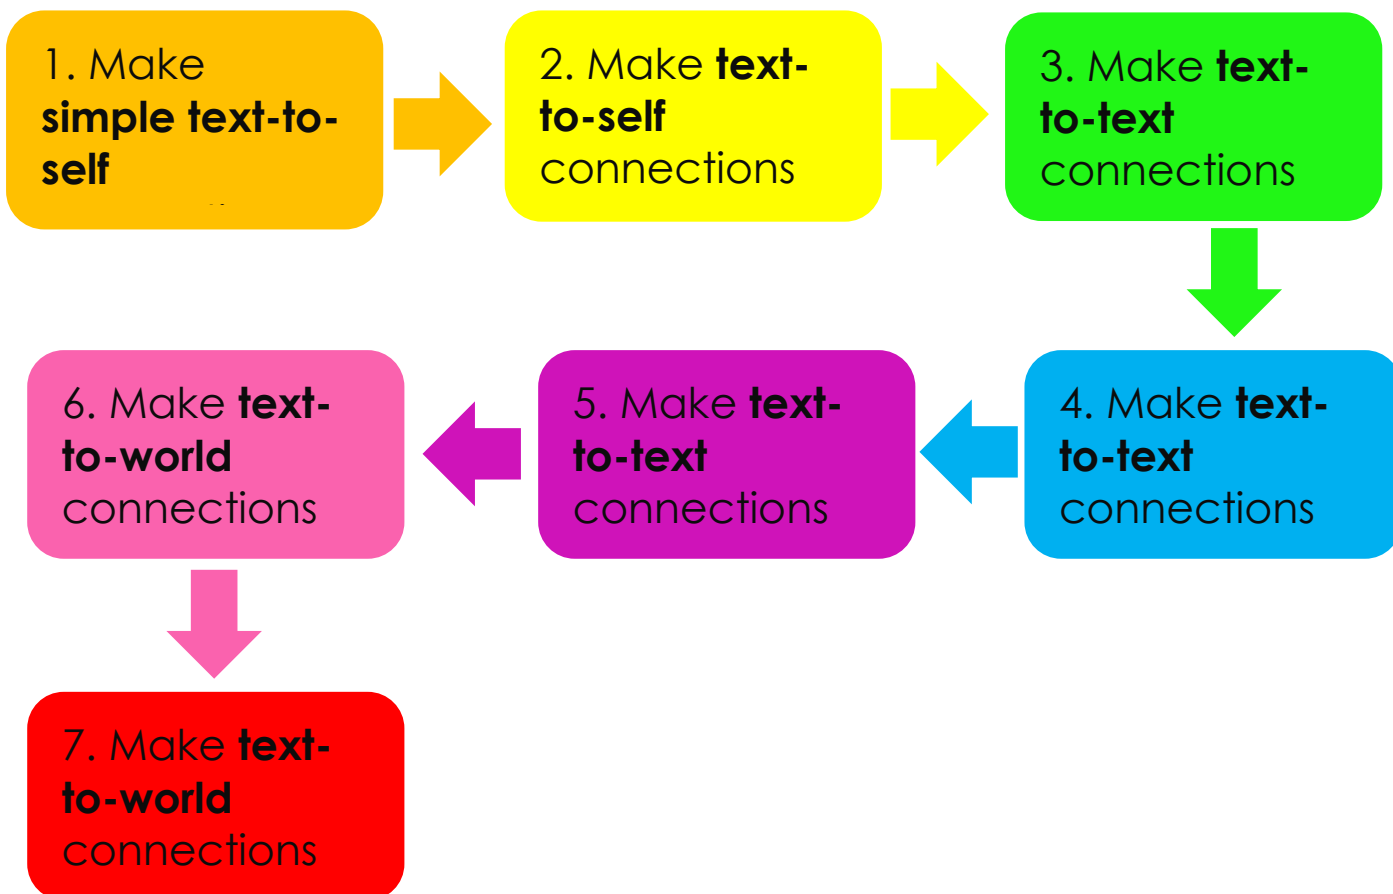 1. Make
simple text-to-
self
2. Make text-
to-self
connections
3. Make text-
to-text
connections
4. Make text-
to-text
connections
5. Make text-
to-text
connections
6. Make text-
to-world
connections
7. Make text-
to-world
connections